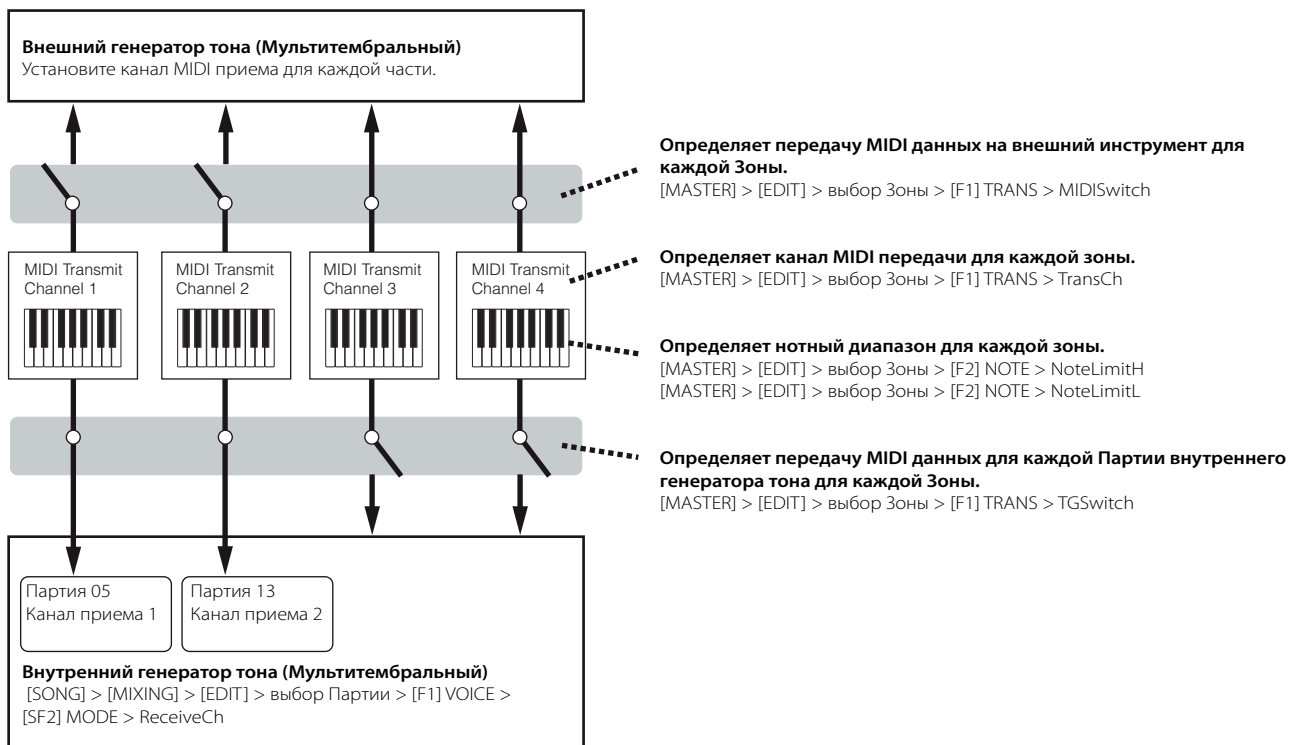 Внешний генератор тона (Мультитембральный)
Установите канал MIDI приема для каждой части.
Определяет передачу MIDI данных на внешний инструмент для
каждой Зоны.
[MASTER] > [EDIT] > выбор Зоны > [F1] TRANS > MIDISwitch
MIDI Transmit
Channel 1
MIDI Transmit
Channel 2
MIDI Transmit
Channel 3
MIDI Transmit
Channel 4
Определяет канал MIDI передачи для каждой зоны.
[MASTER] > [EDIT] > выбор Зоны > [F1] TRANS > TransCh
Определяет нотный диапазон для каждой зоны.
[MASTER] > [EDIT] > выбор Зоны > [F2] NOTE > NoteLimitH
[MASTER] > [EDIT] > выбор Зоны > [F2] NOTE > NoteLimitL
Определяет передачу MIDI данных для каждой Партии внутреннего
генератора тона для каждой Зоны.
[MASTER] > [EDIT] > выбор Зоны > [F1] TRANS > TGSwitch
Партия 05
Канал приема 1
Партия 13
Канал приема 2
Внутренний генератор тона (Мультитембральный)
[SONG] > [MIXING] > [EDIT] > выбор Партии > [F1] VOICE >
[SF2] MODE > ReceiveCh